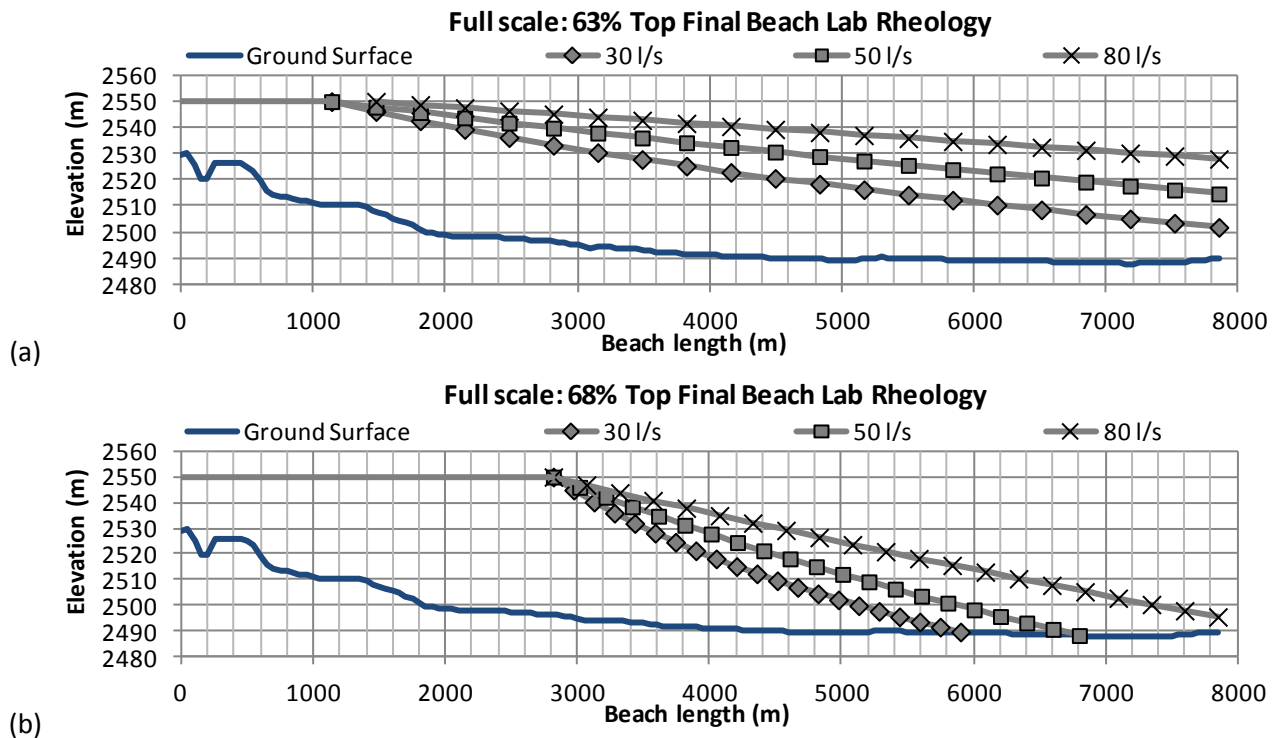 Full scale: 63% Top Final Beach Lab Rheology
Ground Surface 30 l/s 50 l/s 80 l/s
Elevation (m)
2560
2550
2540
2530
2520
2510
2500
2490
2480
0 1000 2000 3000 4000 5000 6000 7000 8000
Beach length (m)
(a)
Full scale: 68% Top Final Beach Lab Rheology
Ground Surface 30 l/s 50 l/s 80 l/s
Elevation (m)
2560
2550
2540
2530
2520
2510
2500
2490
2480
0 1000 2000 3000 4000 5000 6000 7000 8000
Beach length (m)
(b)